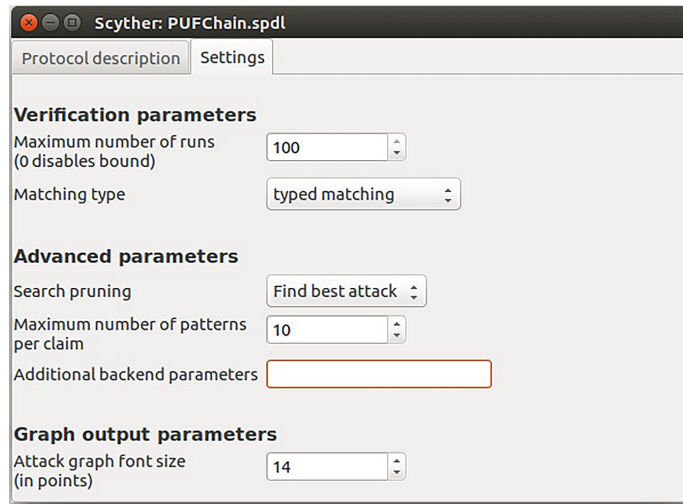 Scyther: PUFChain.spdl
Protocol description Settings
Verification parameters
Maximum number of runs
(0 disables bound)
100
Matching type
typed matching
Advanced parameters
Search pruning
Find best attack
Maximum number of patterns
per claim
10
Additional backend parameters
Graph output parameters
Attack graph font size
(in points)
14